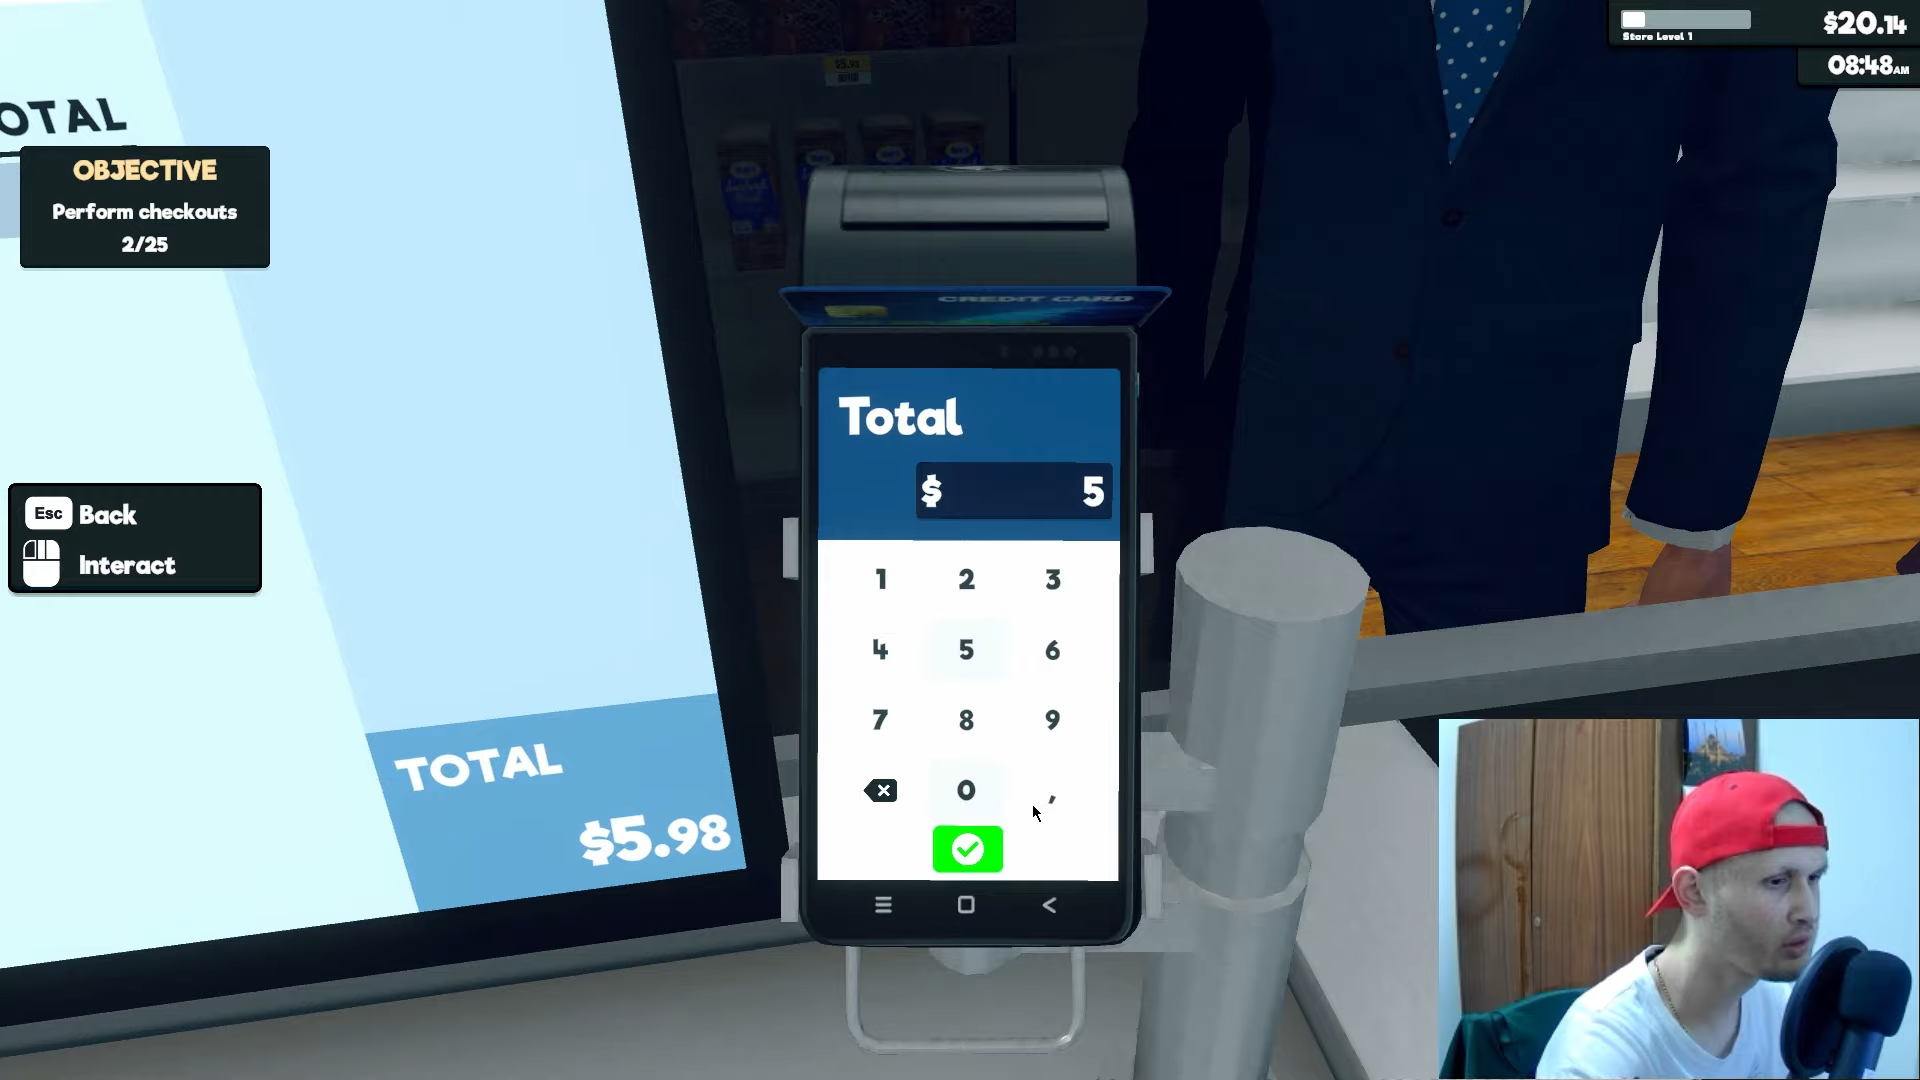 $20.14
Store Level 1
08:48AM
OTAL
OBJECTIVE
Perform checkouts
2/25
CREDIT CARD
Total
$ 5
Esc Back
Interact
1 2 3
4 5 6
7 8 9
0 ,
TOTAL
$5.98